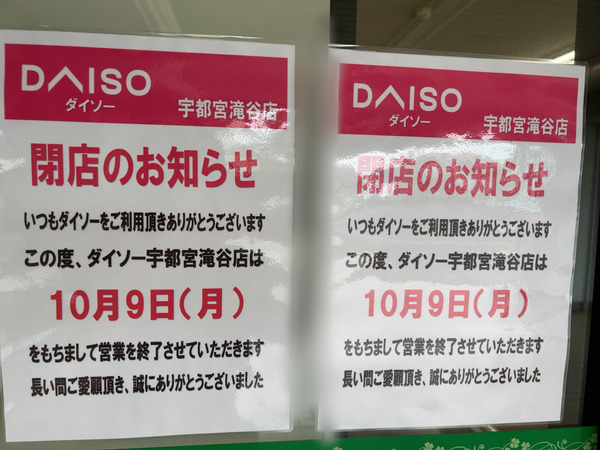 DAISO
ダイソー 宇都宮滝谷店
閉店のお知らせ
いつもダイソーをご利用頂きありがとうございます
この度、ダイソー宇都宮滝谷店は
10月9日(月)
をもちまして営業を終了させていただきます
長い間ご愛顧頂き、誠にありがとうございました
DAISO
ダイソー 宇都宮滝谷店
閉店のお知らせ
いつもダイソーをご利用頂きありがとうございます
この度、ダイソー宇都宮滝谷店は
10月9日(月)
をもちまして営業を終了させていただきます
長い間ご愛顧頂き、誠にありがとうございました